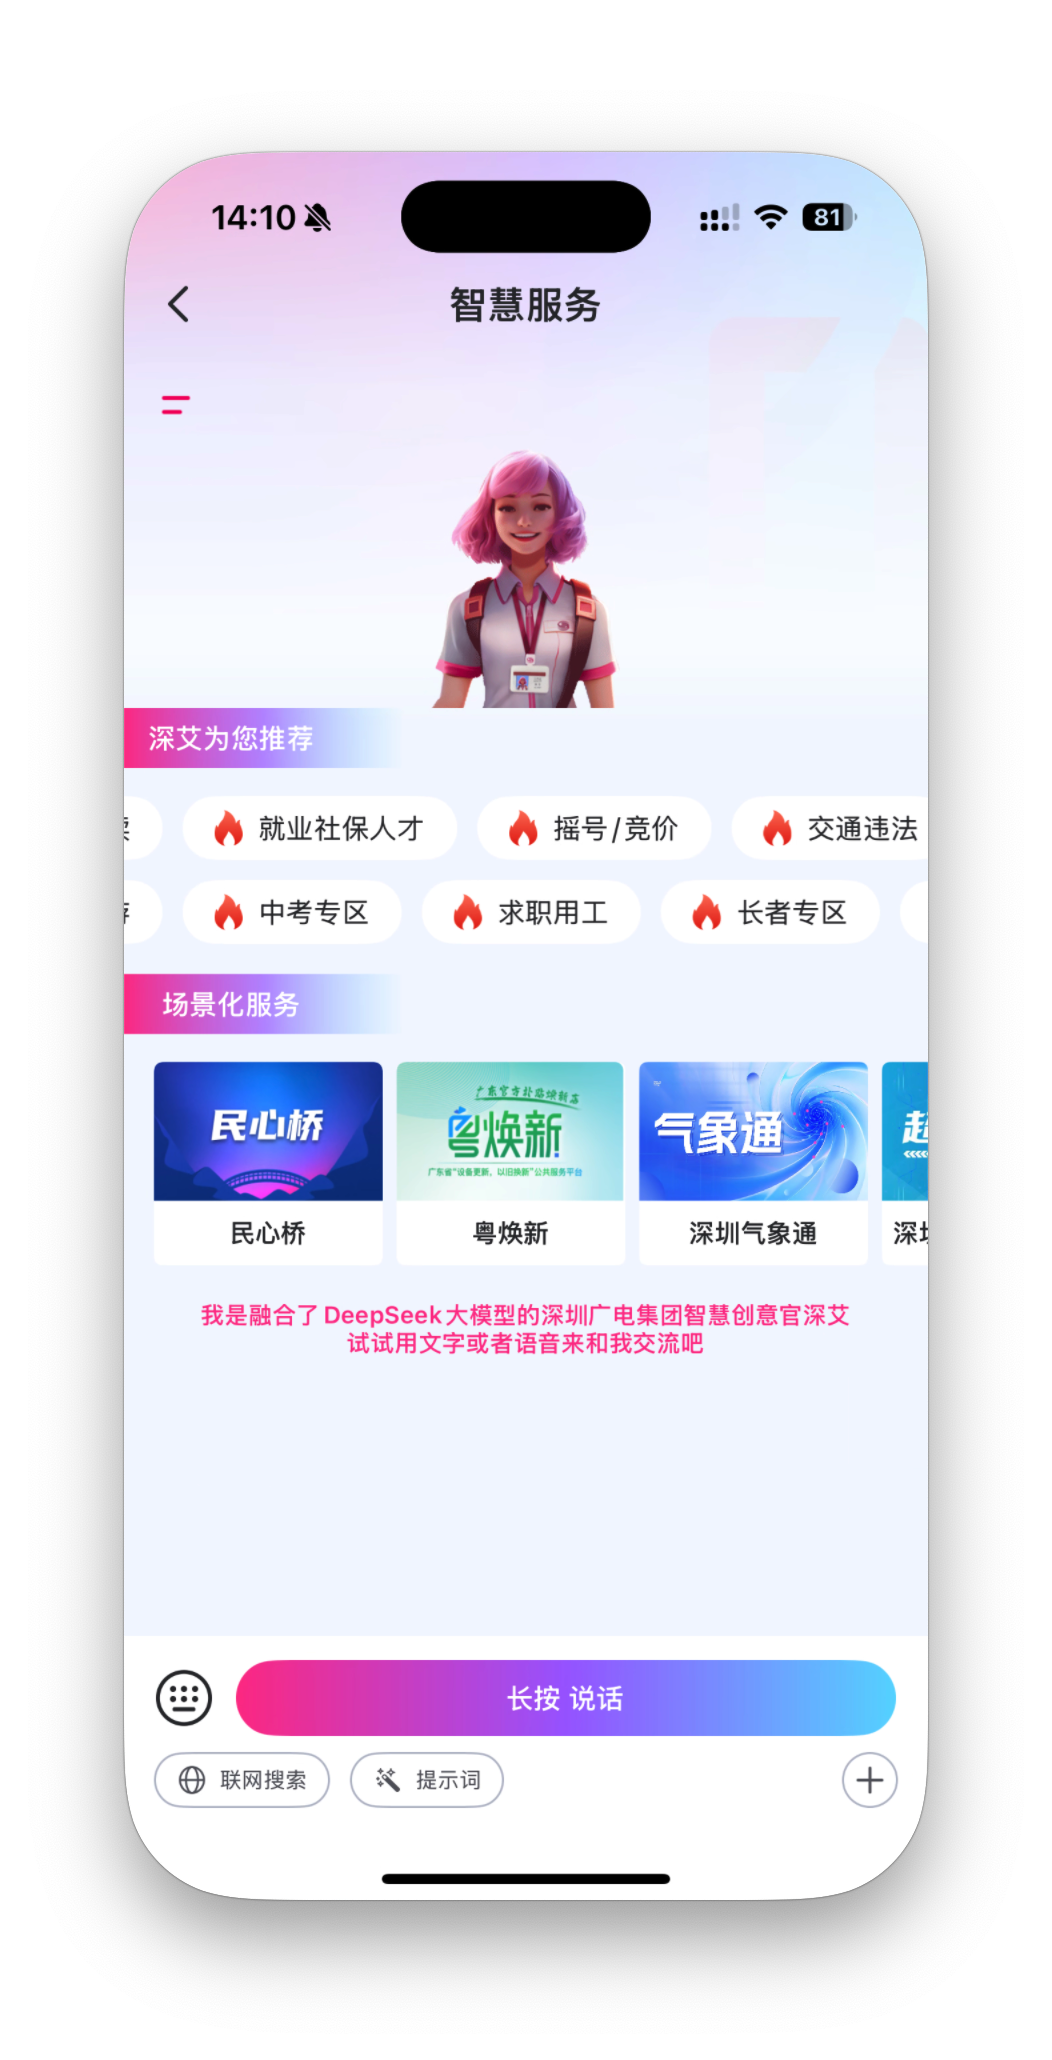 14:10
81
智慧服务
深艾为您推荐
就业社保人才
摇号/竞价
交通违法
中考专区
求职用工
长者专区
场景化服务
民心桥
广东官方补贴焕新店
粤焕新
广东省“设备更新、以旧换新”公共服务平台
气象通
超
民心桥
粤焕新
深圳气象通
深圳
我是融合了DeepSeek大模型的深圳广电集团智慧创意官深艾
试试用文字或者语音来和我交流吧
长按 说话
联网搜索
提示词